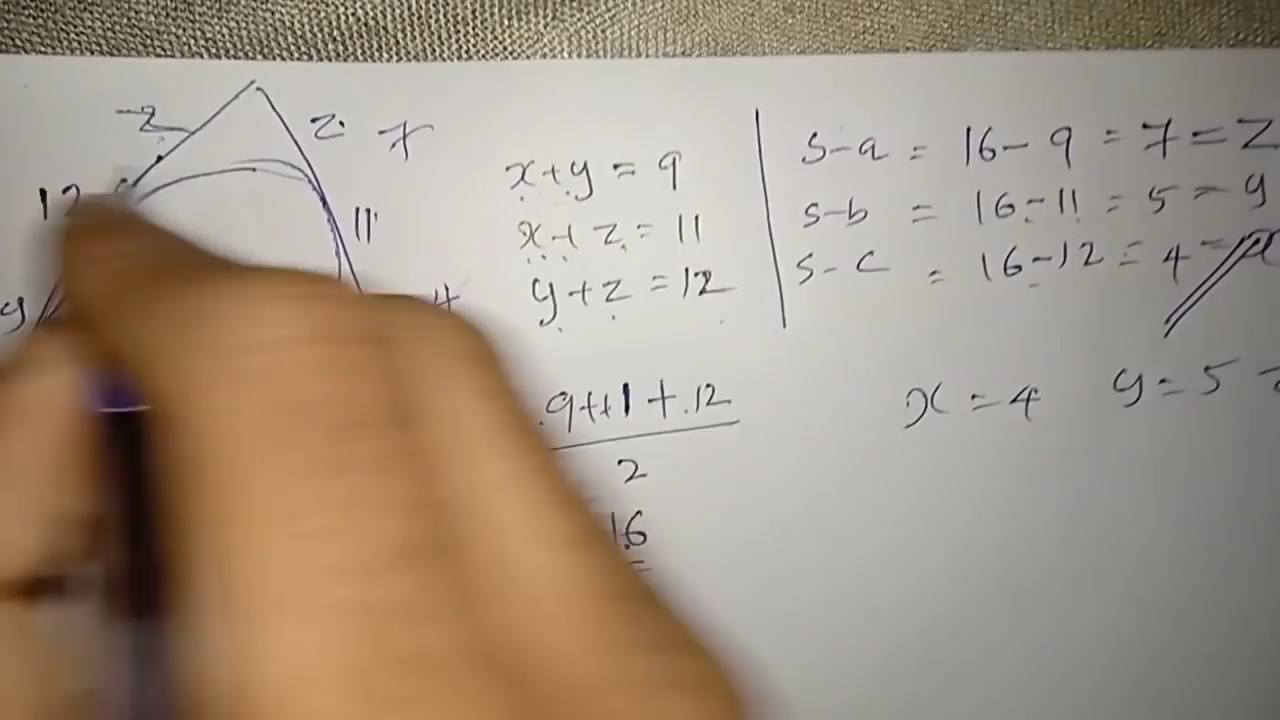 z
z 7
12
11
y
4
x+y = 9
x+z = 11
y+z = 12
9+11+12
2
16
s-a = 16-9 = 7 = z
s-b = 16-11 = 5 = y
s-c = 16-12 = 4 = x
x = 4 y = 5